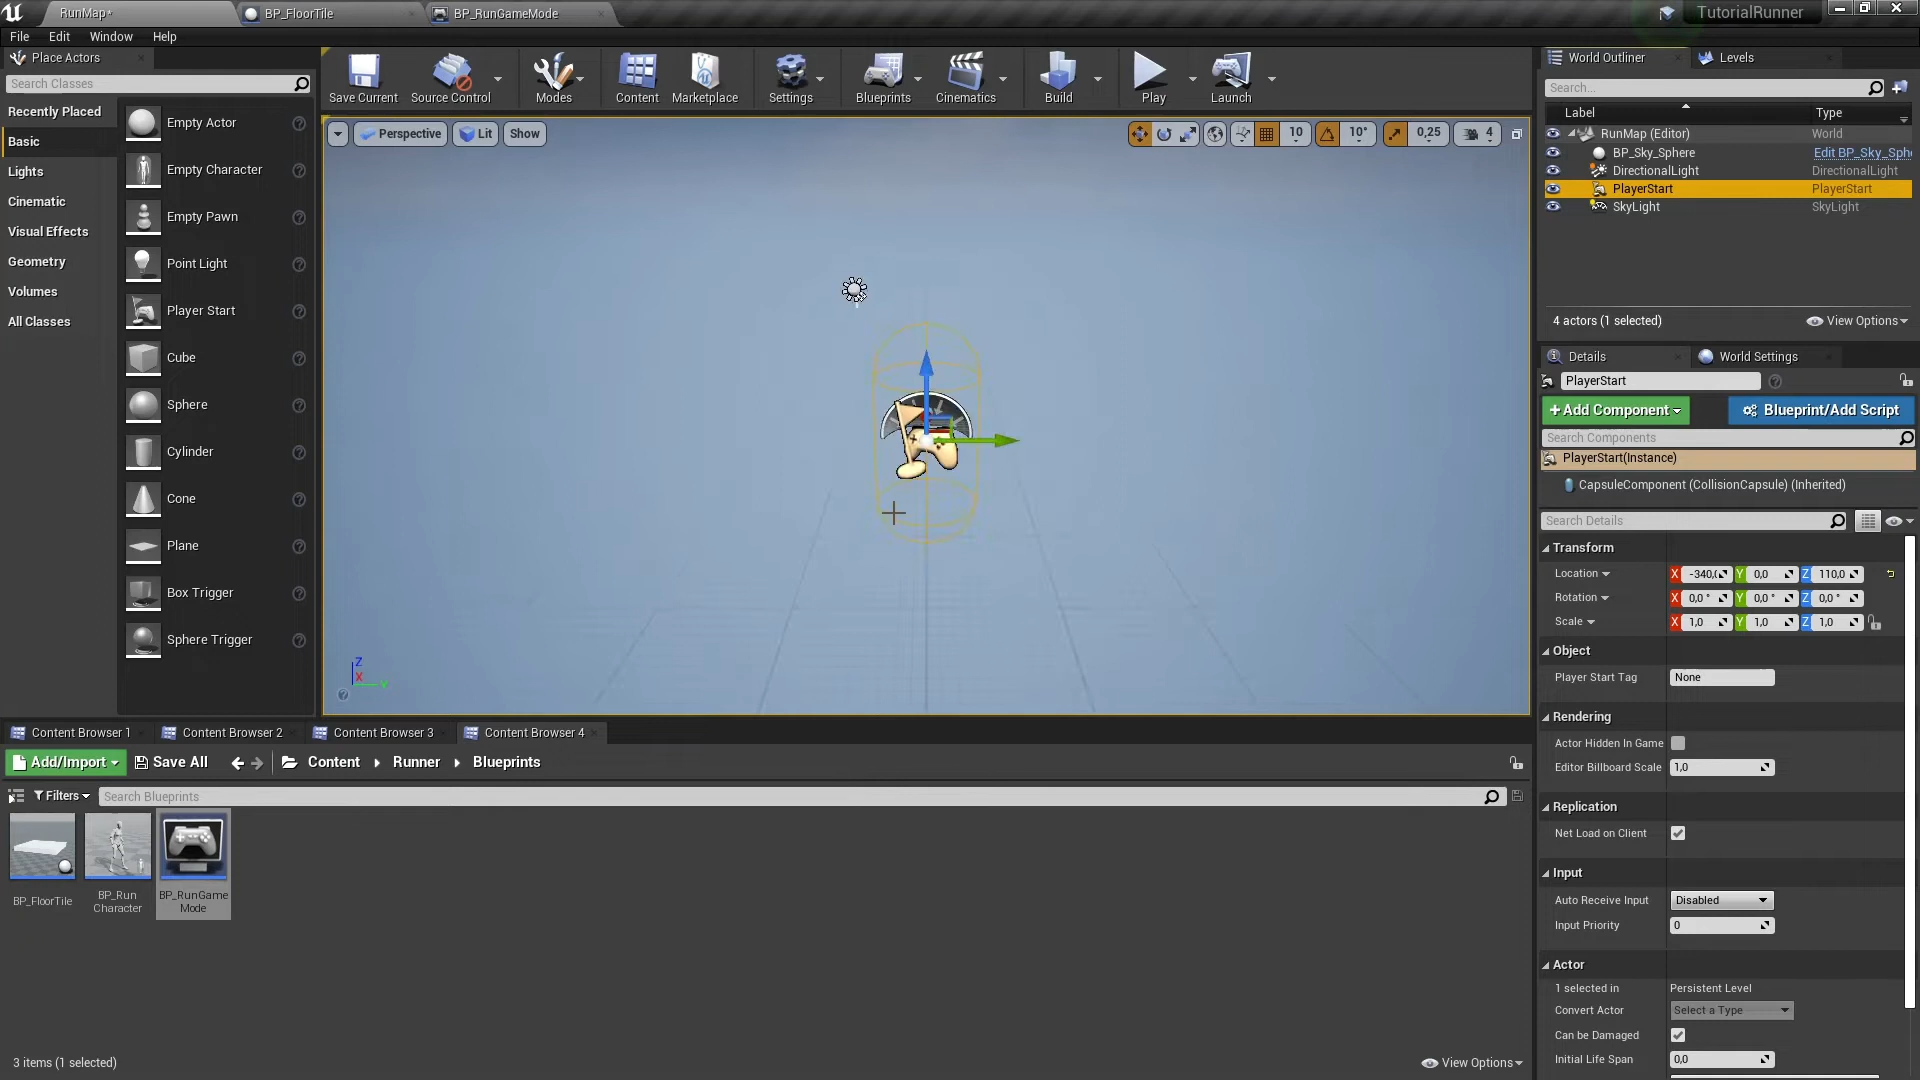 RunMap*
BP_FloorTile
BP_RunGameMode
TutorialRunner
File Edit Window Help
Place Actors
Search Classes
Recently Placed
Basic
Lights
Cinematic
Visual Effects
Geometry
Volumes
All Classes
Empty Actor
Empty Character
Empty Pawn
Point Light
Player Start
Cube
Sphere
Cylinder
Cone
Plane
Box Trigger
Sphere Trigger
Save Current
Source Control
Modes
Content
Marketplace
Settings
Blueprints
Cinematics
Build
Play
Launch
Perspective Lit Show
10 10° 0,25 4
Z
X
Y
World Outliner
Levels
Search...
Label Type
RunMap (Editor) World
BP_Sky_Sphere Edit BP_Sky_Sph
DirectionalLight DirectionalLight
PlayerStart PlayerStart
SkyLight SkyLight
4 actors (1 selected) View Options
Details
World Settings
PlayerStart
+Add Component
Blueprint/Add Script
Search Components
PlayerStart(Instance)
CapsuleComponent (CollisionCapsule) (Inherited)
Search Details
Transform
Location X -340,( Y 0,0 Z 110,0
Rotation X 0,0 ° Y 0,0 ° Z 0,0 °
Scale X 1,0 Y 1,0 Z 1,0
Object
Player Start Tag None
Rendering
Actor Hidden In Game
Editor Billboard Scale 1,0
Replication
Net Load on Client
Input
Auto Receive Input Disabled
Input Priority 0
Actor
1 selected in Persistent Level
Convert Actor Select a Type
Can be Damaged
Initial Life Span 0,0
Content Browser 1
Content Browser 2
Content Browser 3
Content Browser 4
Add/Import Save All Content Runner Blueprints
Filters Search Blueprints
BP_FloorTile
BP_Run
Character
BP_RunGame
Mode
3 items (1 selected) View Options